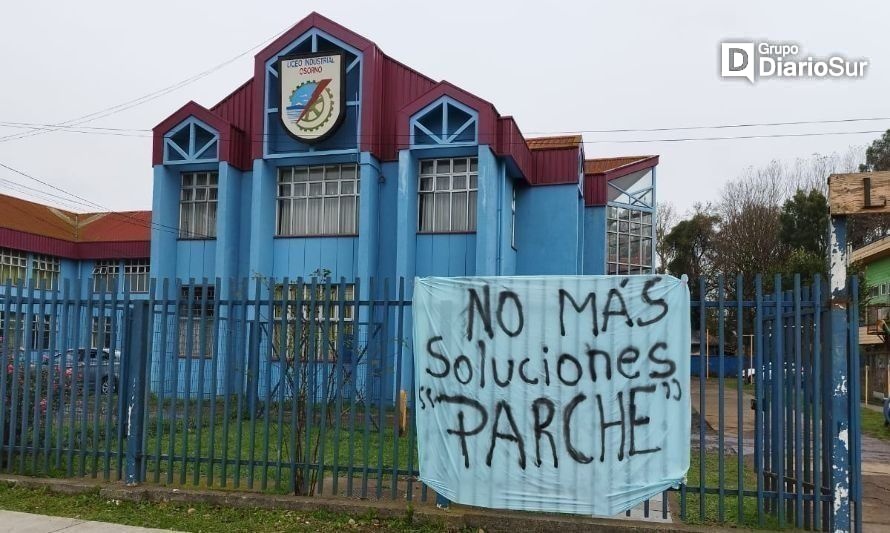 Grupo
DiarioSur
LICEO INDUSTRIAL
OSORNO
L
NO MÁS
Soluciones
"PARCHE"